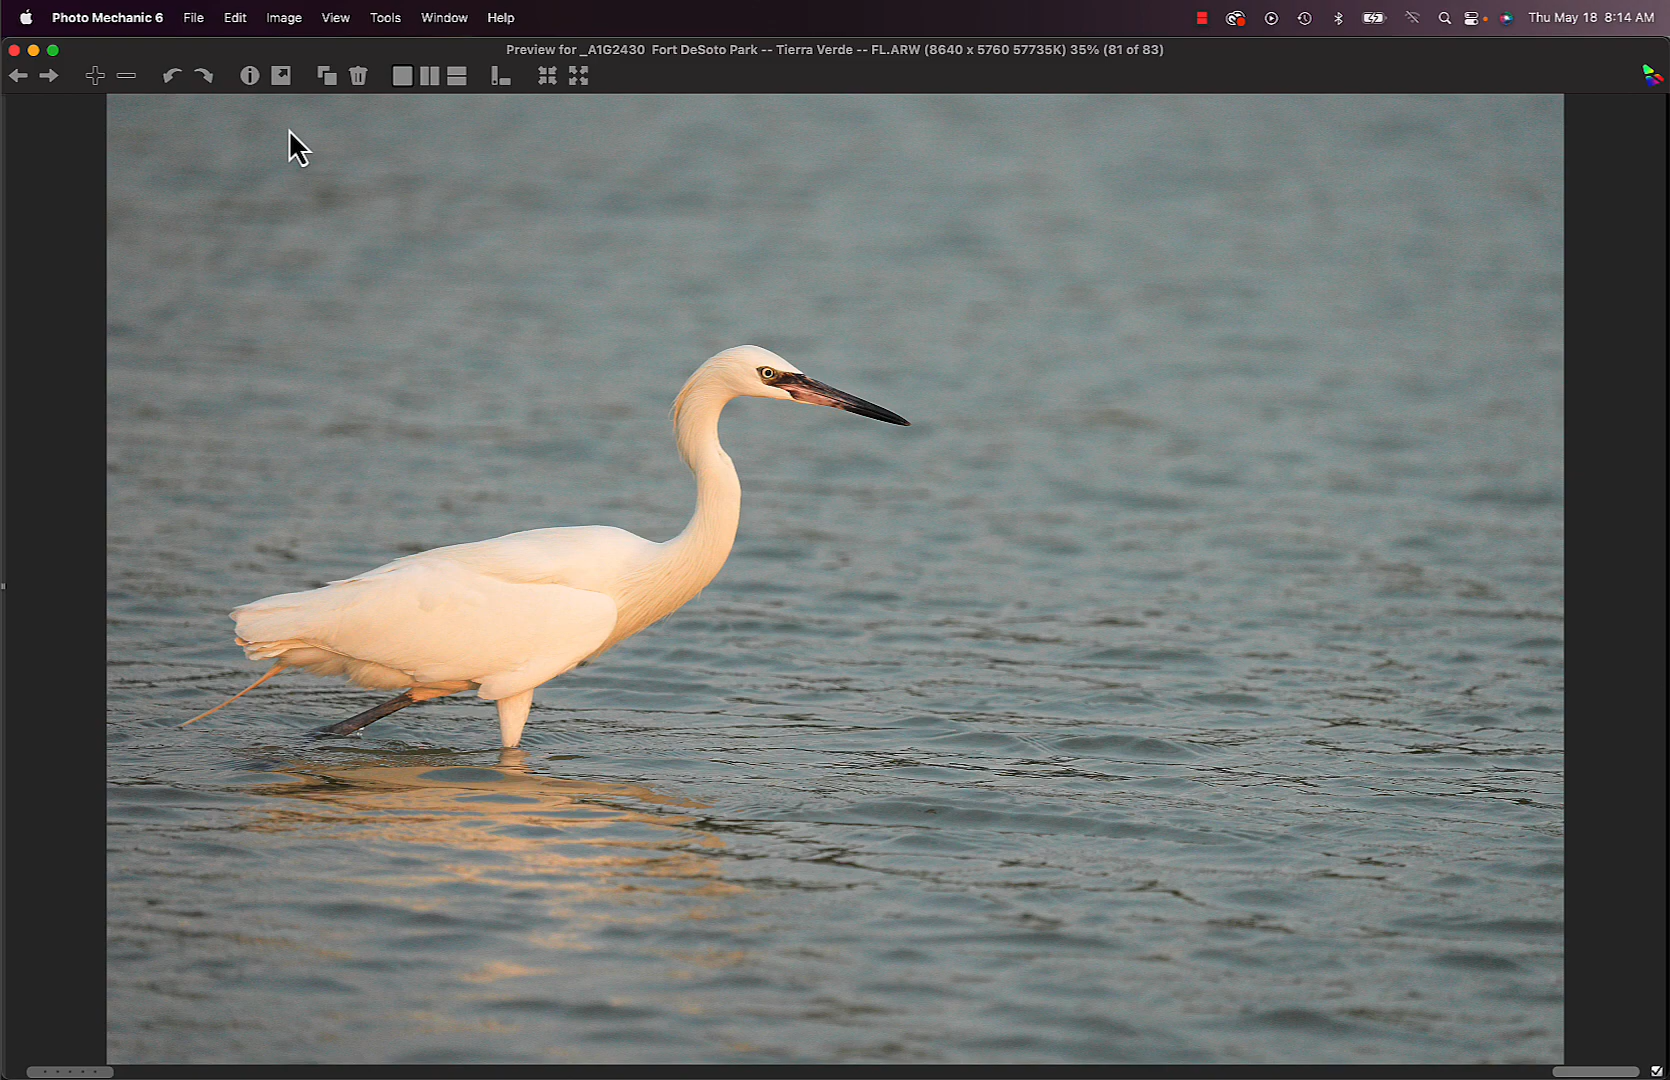 Photo Mechanic 6 File Edit Image View Tools Window Help Thu May 18 8:14 AM
Preview for _A1G2430 Fort DeSoto Park -- Tierra Verde -- FL.ARW (8640 x 5760 57735K) 35% (81 of 83)